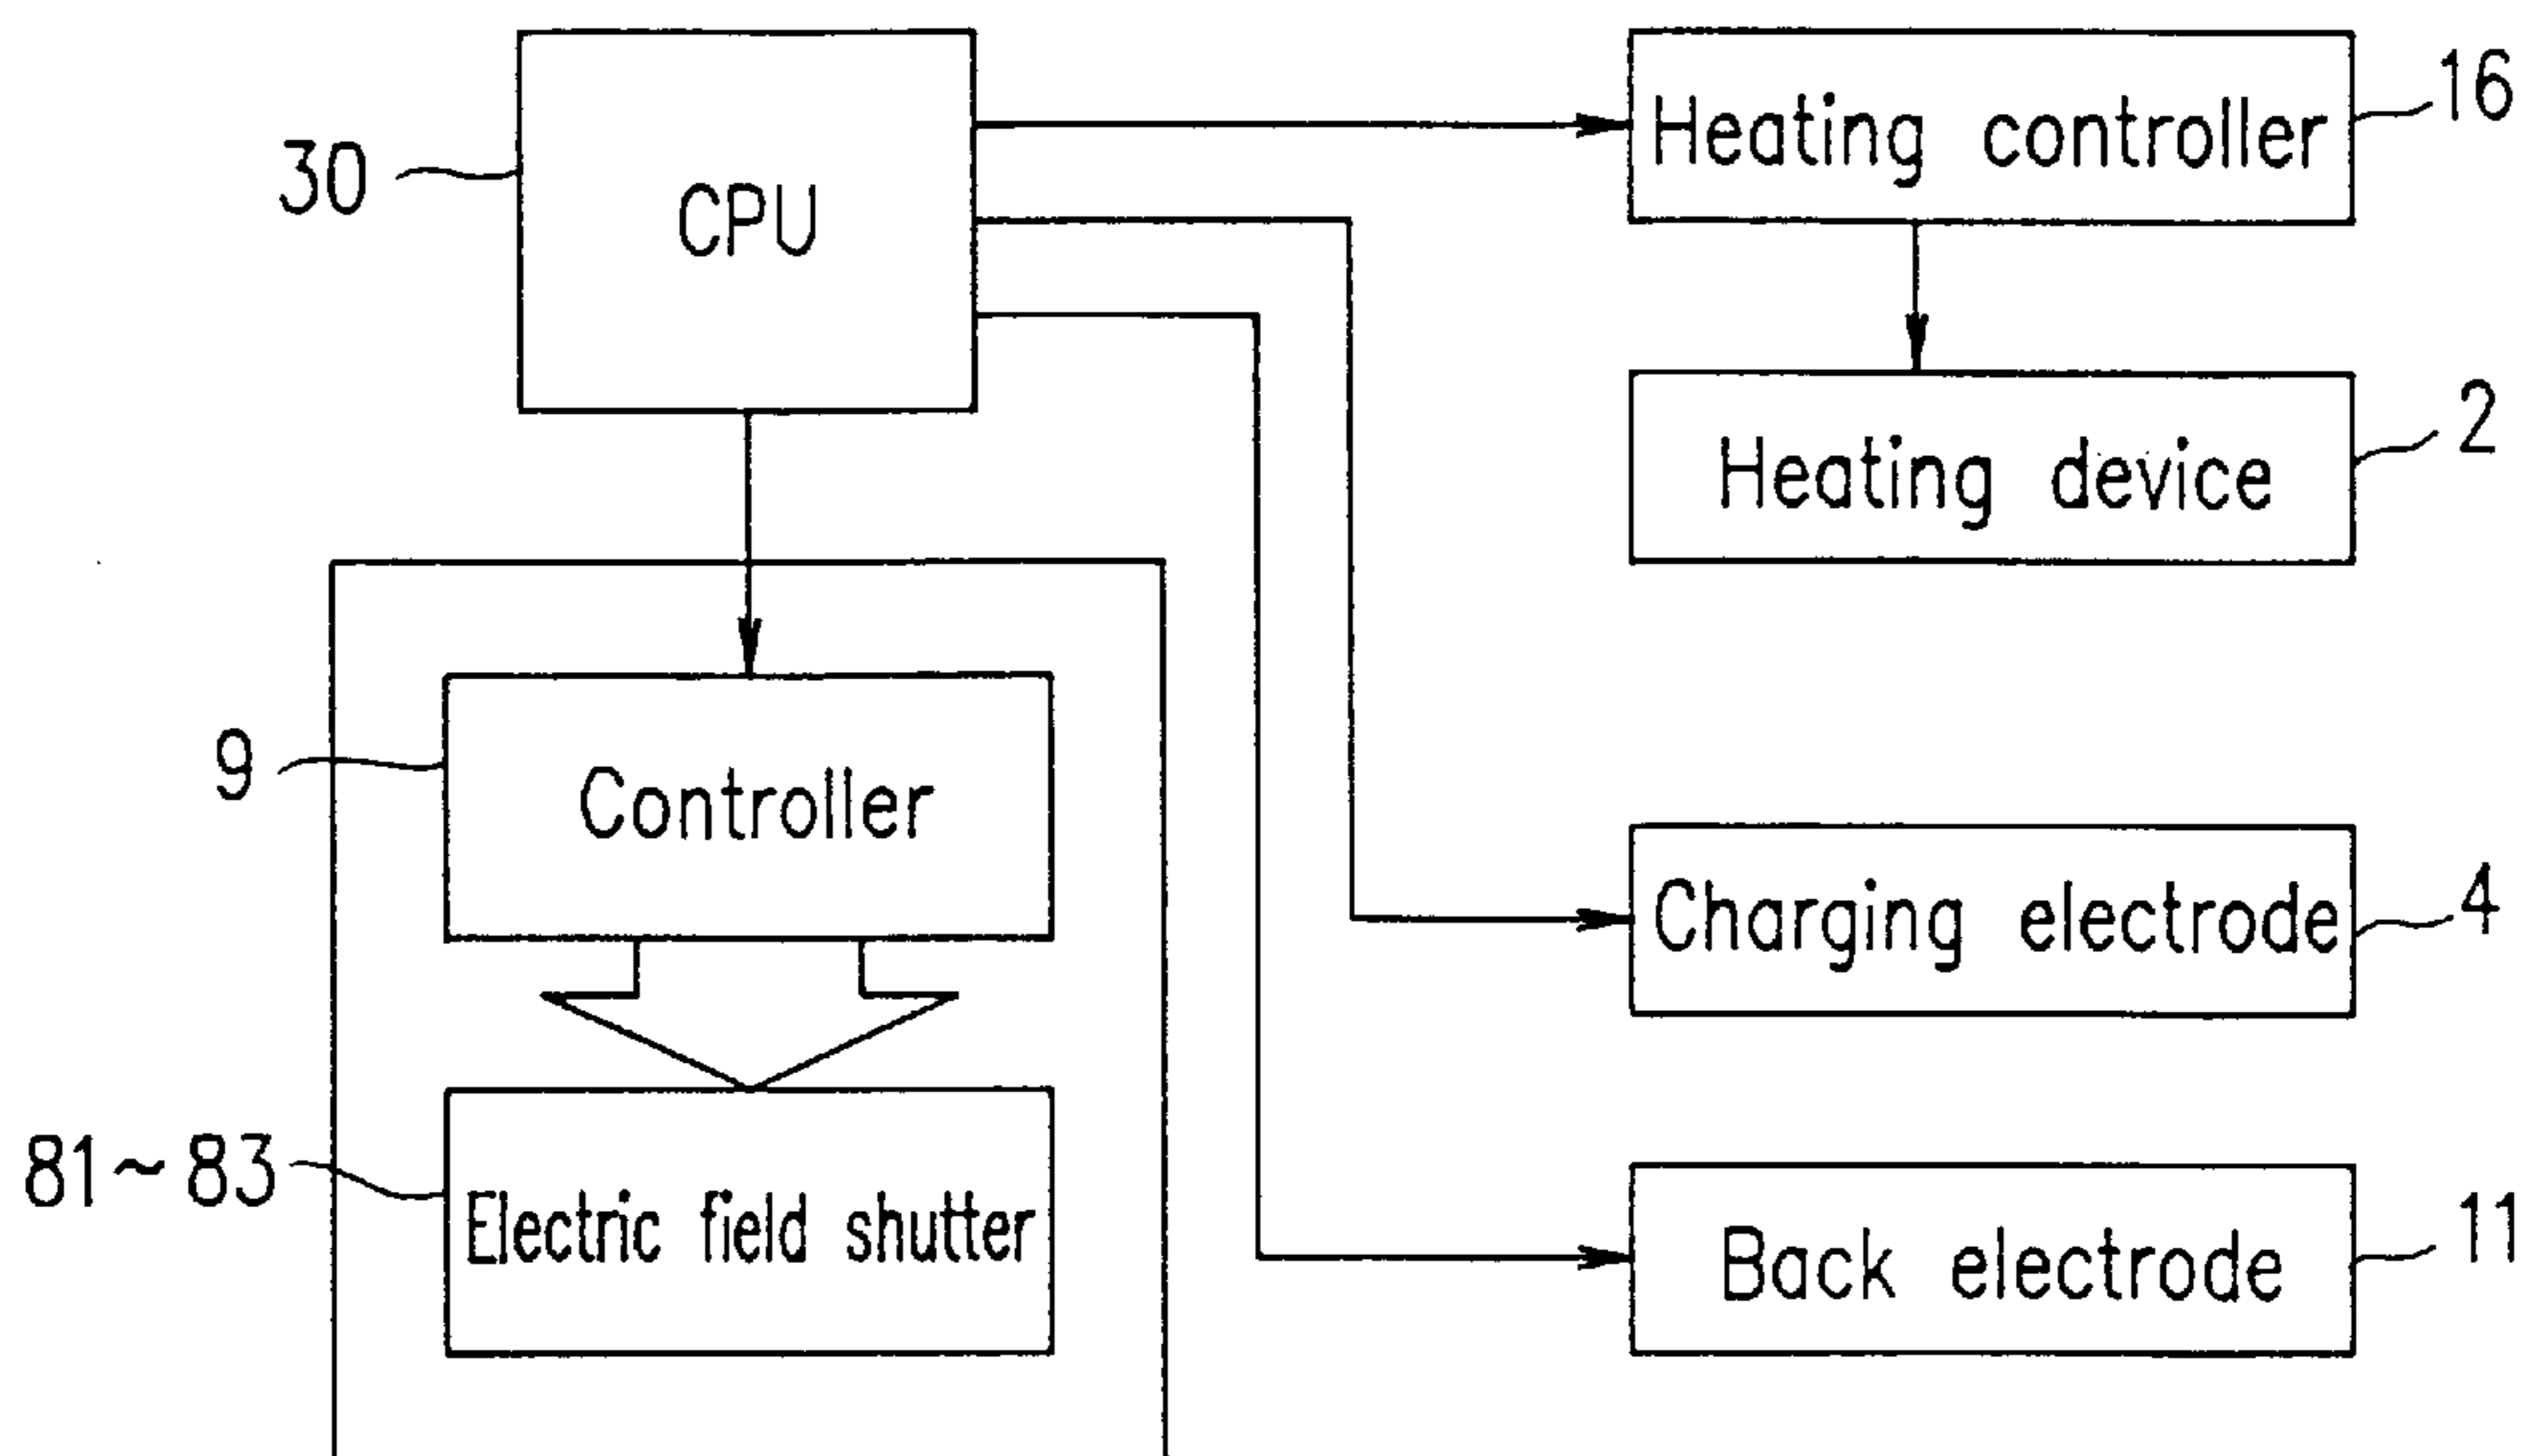 30
CPU
Heating controller
16
Heating device
2
9
Controller
Charging electrode
4
81~83
Electric field shutter
Back electrode
11